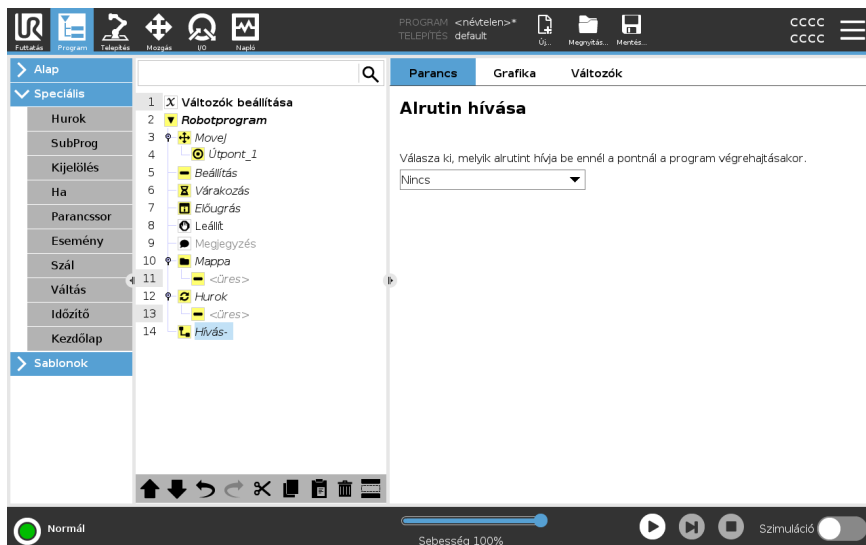 PROGRAM <névtelen>*
TELEPÍTÉS default
CCCC
CCCC
Futtatás Program Telepítés Mozgás I/O Napló Új... Megnyitás... Mentés...
Alap
Speciális
Hurok
SubProg
Kijelölés
Ha
Parancssor
Esemény
Szál
Váltás
Időzítő
Kezdőlap
Sablonok
1 X Változók beállítása
2 Robotprogram
3 MoveJ
4 Útpont_1
5 Beállítás
6 Várakozás
7 Előugrás
8 Leállít
9 Megjegyzés
10 Mappa
11 <üres>
12 Hurok
13 <üres>
14 Hívás-
Parancs Grafika Változók
Alrutin hívása
Válasza ki, melyik alrutint hívja be ennél a pontnál a program végrehajtásakor.
Nincs
Normál
Sebesség 100%
Szimuláció